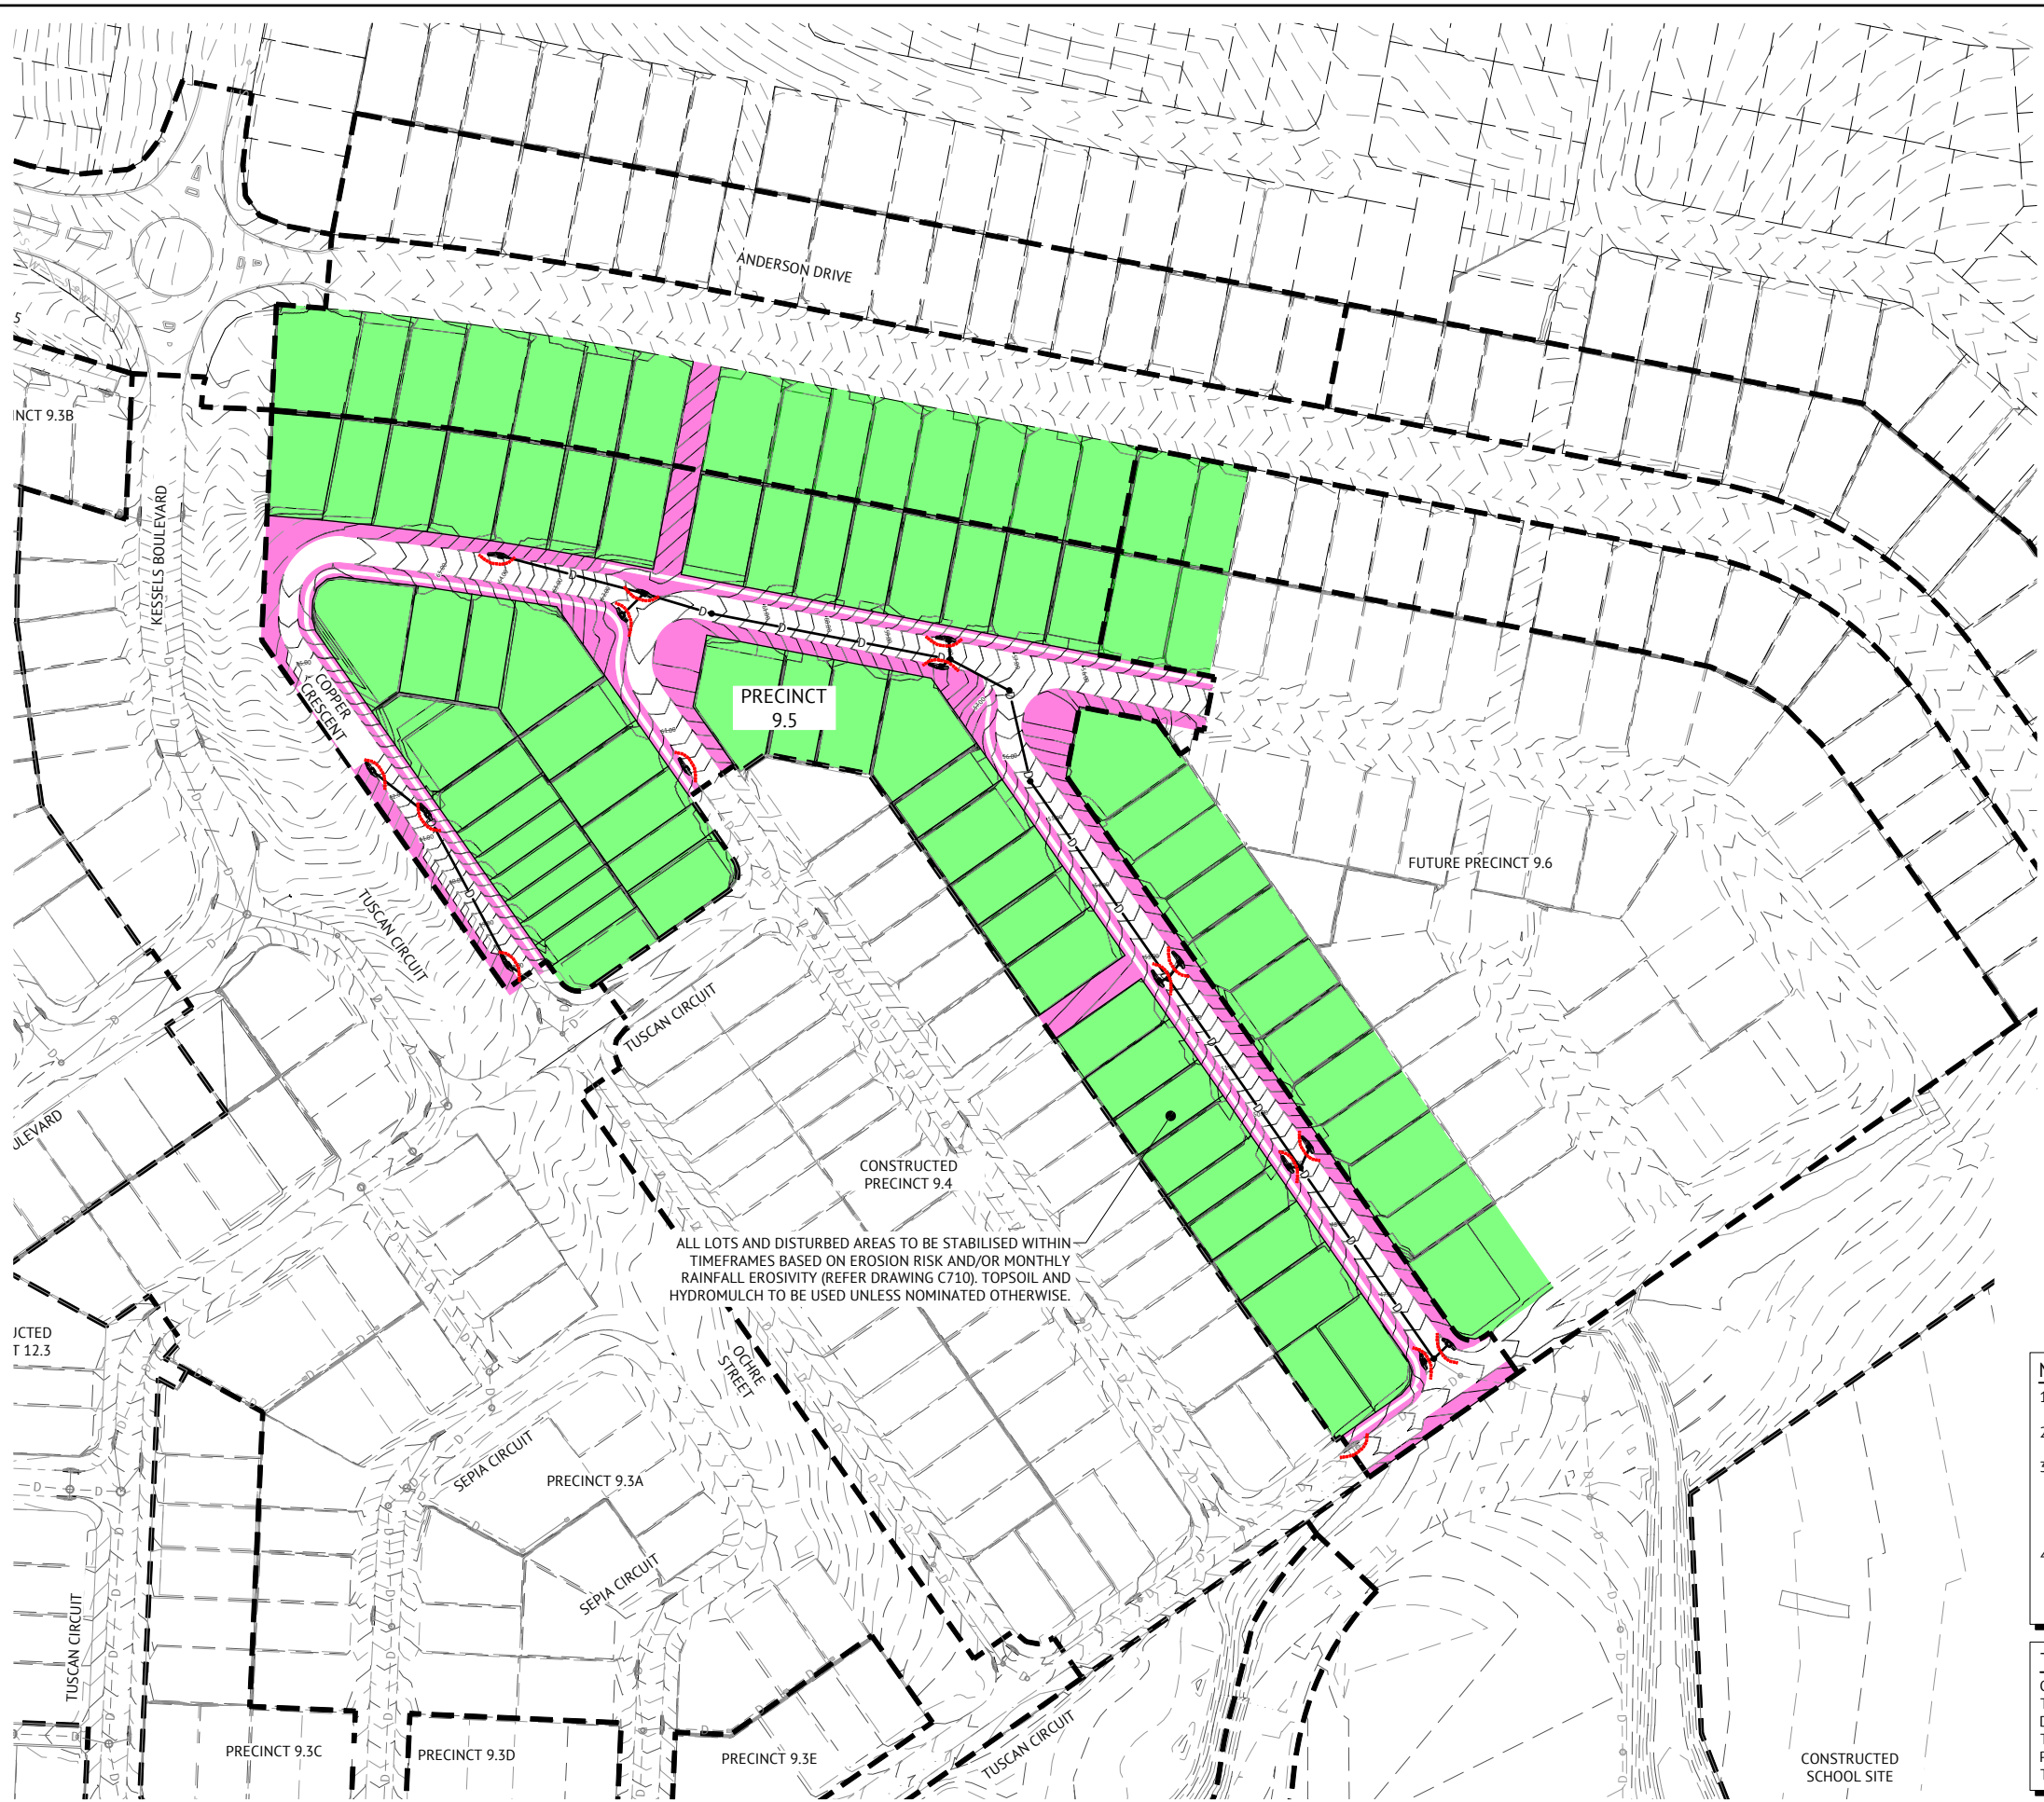 ANDERSON DRIVE
5
INCT 9.3B
KESSELS BOULEVARD
COPPER
CRESCENT
PRECINCT
9.5
FUTURE PRECINCT 9.6
TUSCAN CIRCUIT
TUSCAN CIRCUIT
CONSTRUCTED
PRECINCT 9.4
ALL LOTS AND DISTURBED AREAS TO BE STABILISED WITHIN
TIMEFRAMES BASED ON EROSION RISK AND/OR MONTHLY
RAINFALL EROSIVITY (REFER DRAWING C710). TOPSOIL AND
HYDROMULCH TO BE USED UNLESS NOMINATED OTHERWISE.
ULEVARD
UCTED
T 12.3
OCHRE
STREET
SEPIA CIRCUIT
PRECINCT 9.3A
SEPIA CIRCUIT
TUSCAN CIRCUIT
PRECINCT 9.3C
PRECINCT 9.3D
PRECINCT 9.3E
TUSCAN CIRCUIT
CONSTRUCTED
SCHOOL SITE